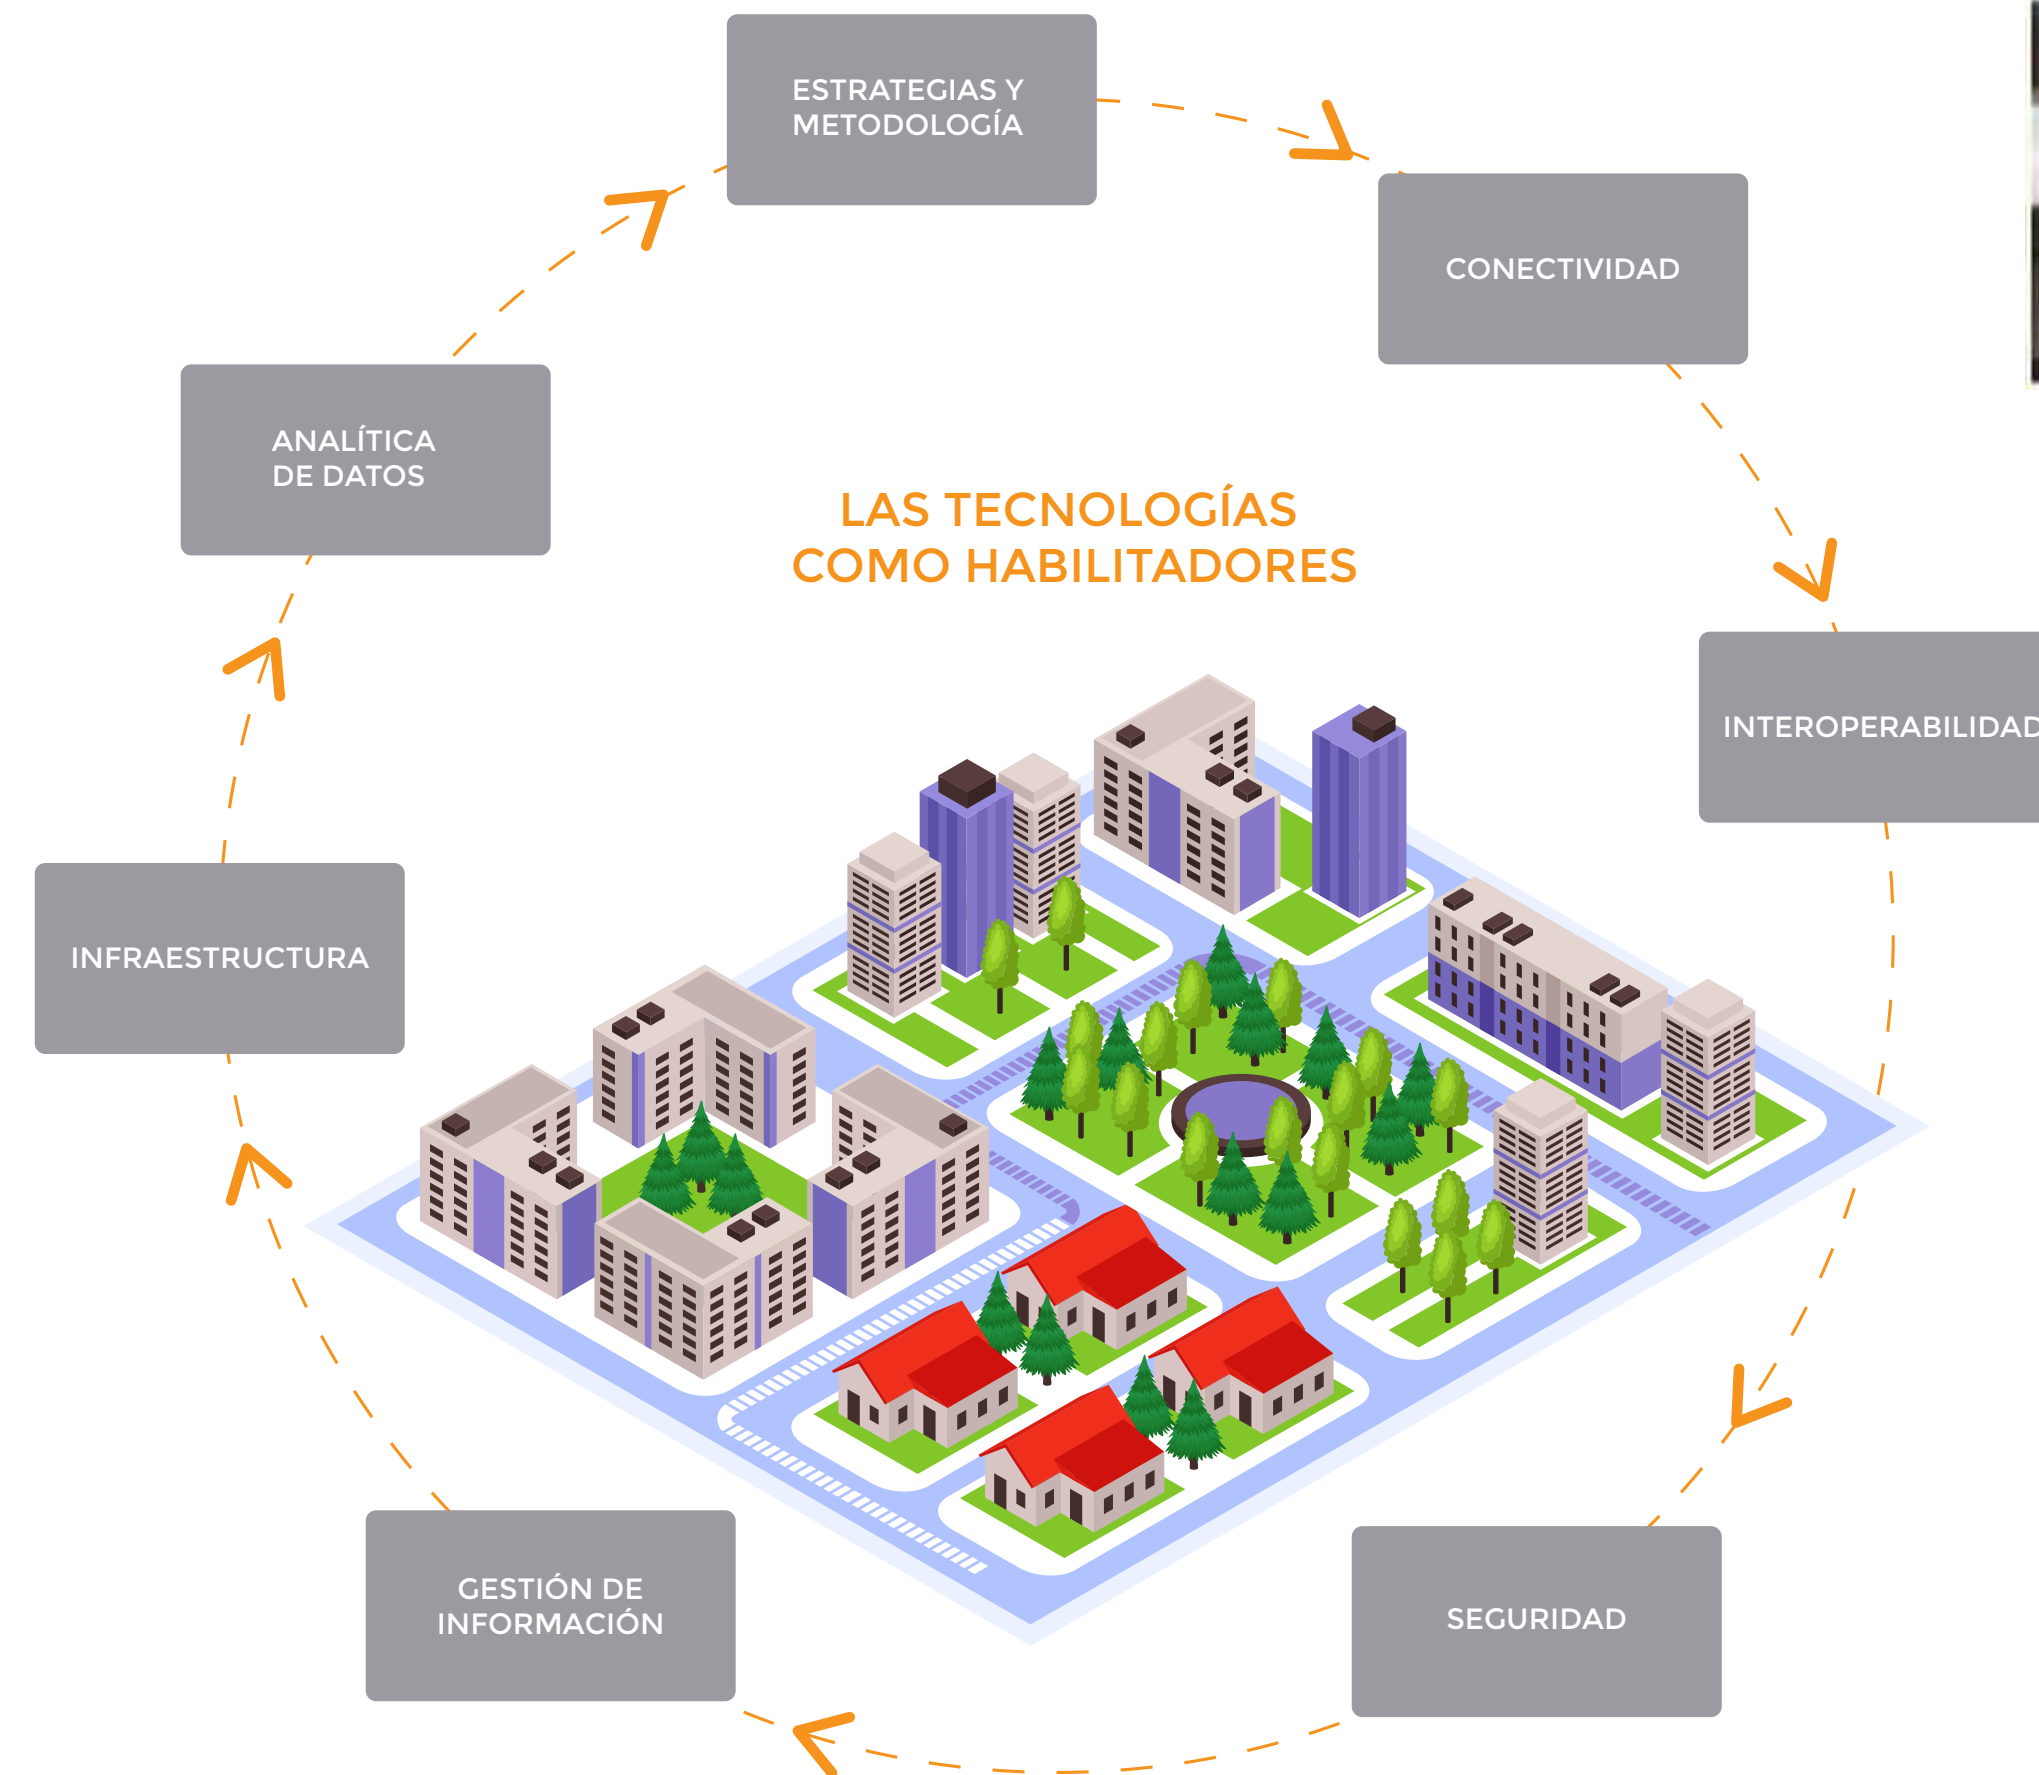 ESTRATEGIAS Y
METODOLOGÍA
CONECTIVIDAD
ANALÍTICA
DE DATOS
LAS TECNOLOGÍAS
COMO HABILITADORES
INTEROPERABILIDAD
INFRAESTRUCTURA
GESTIÓN DE
INFORMACIÓN
SEGURIDAD